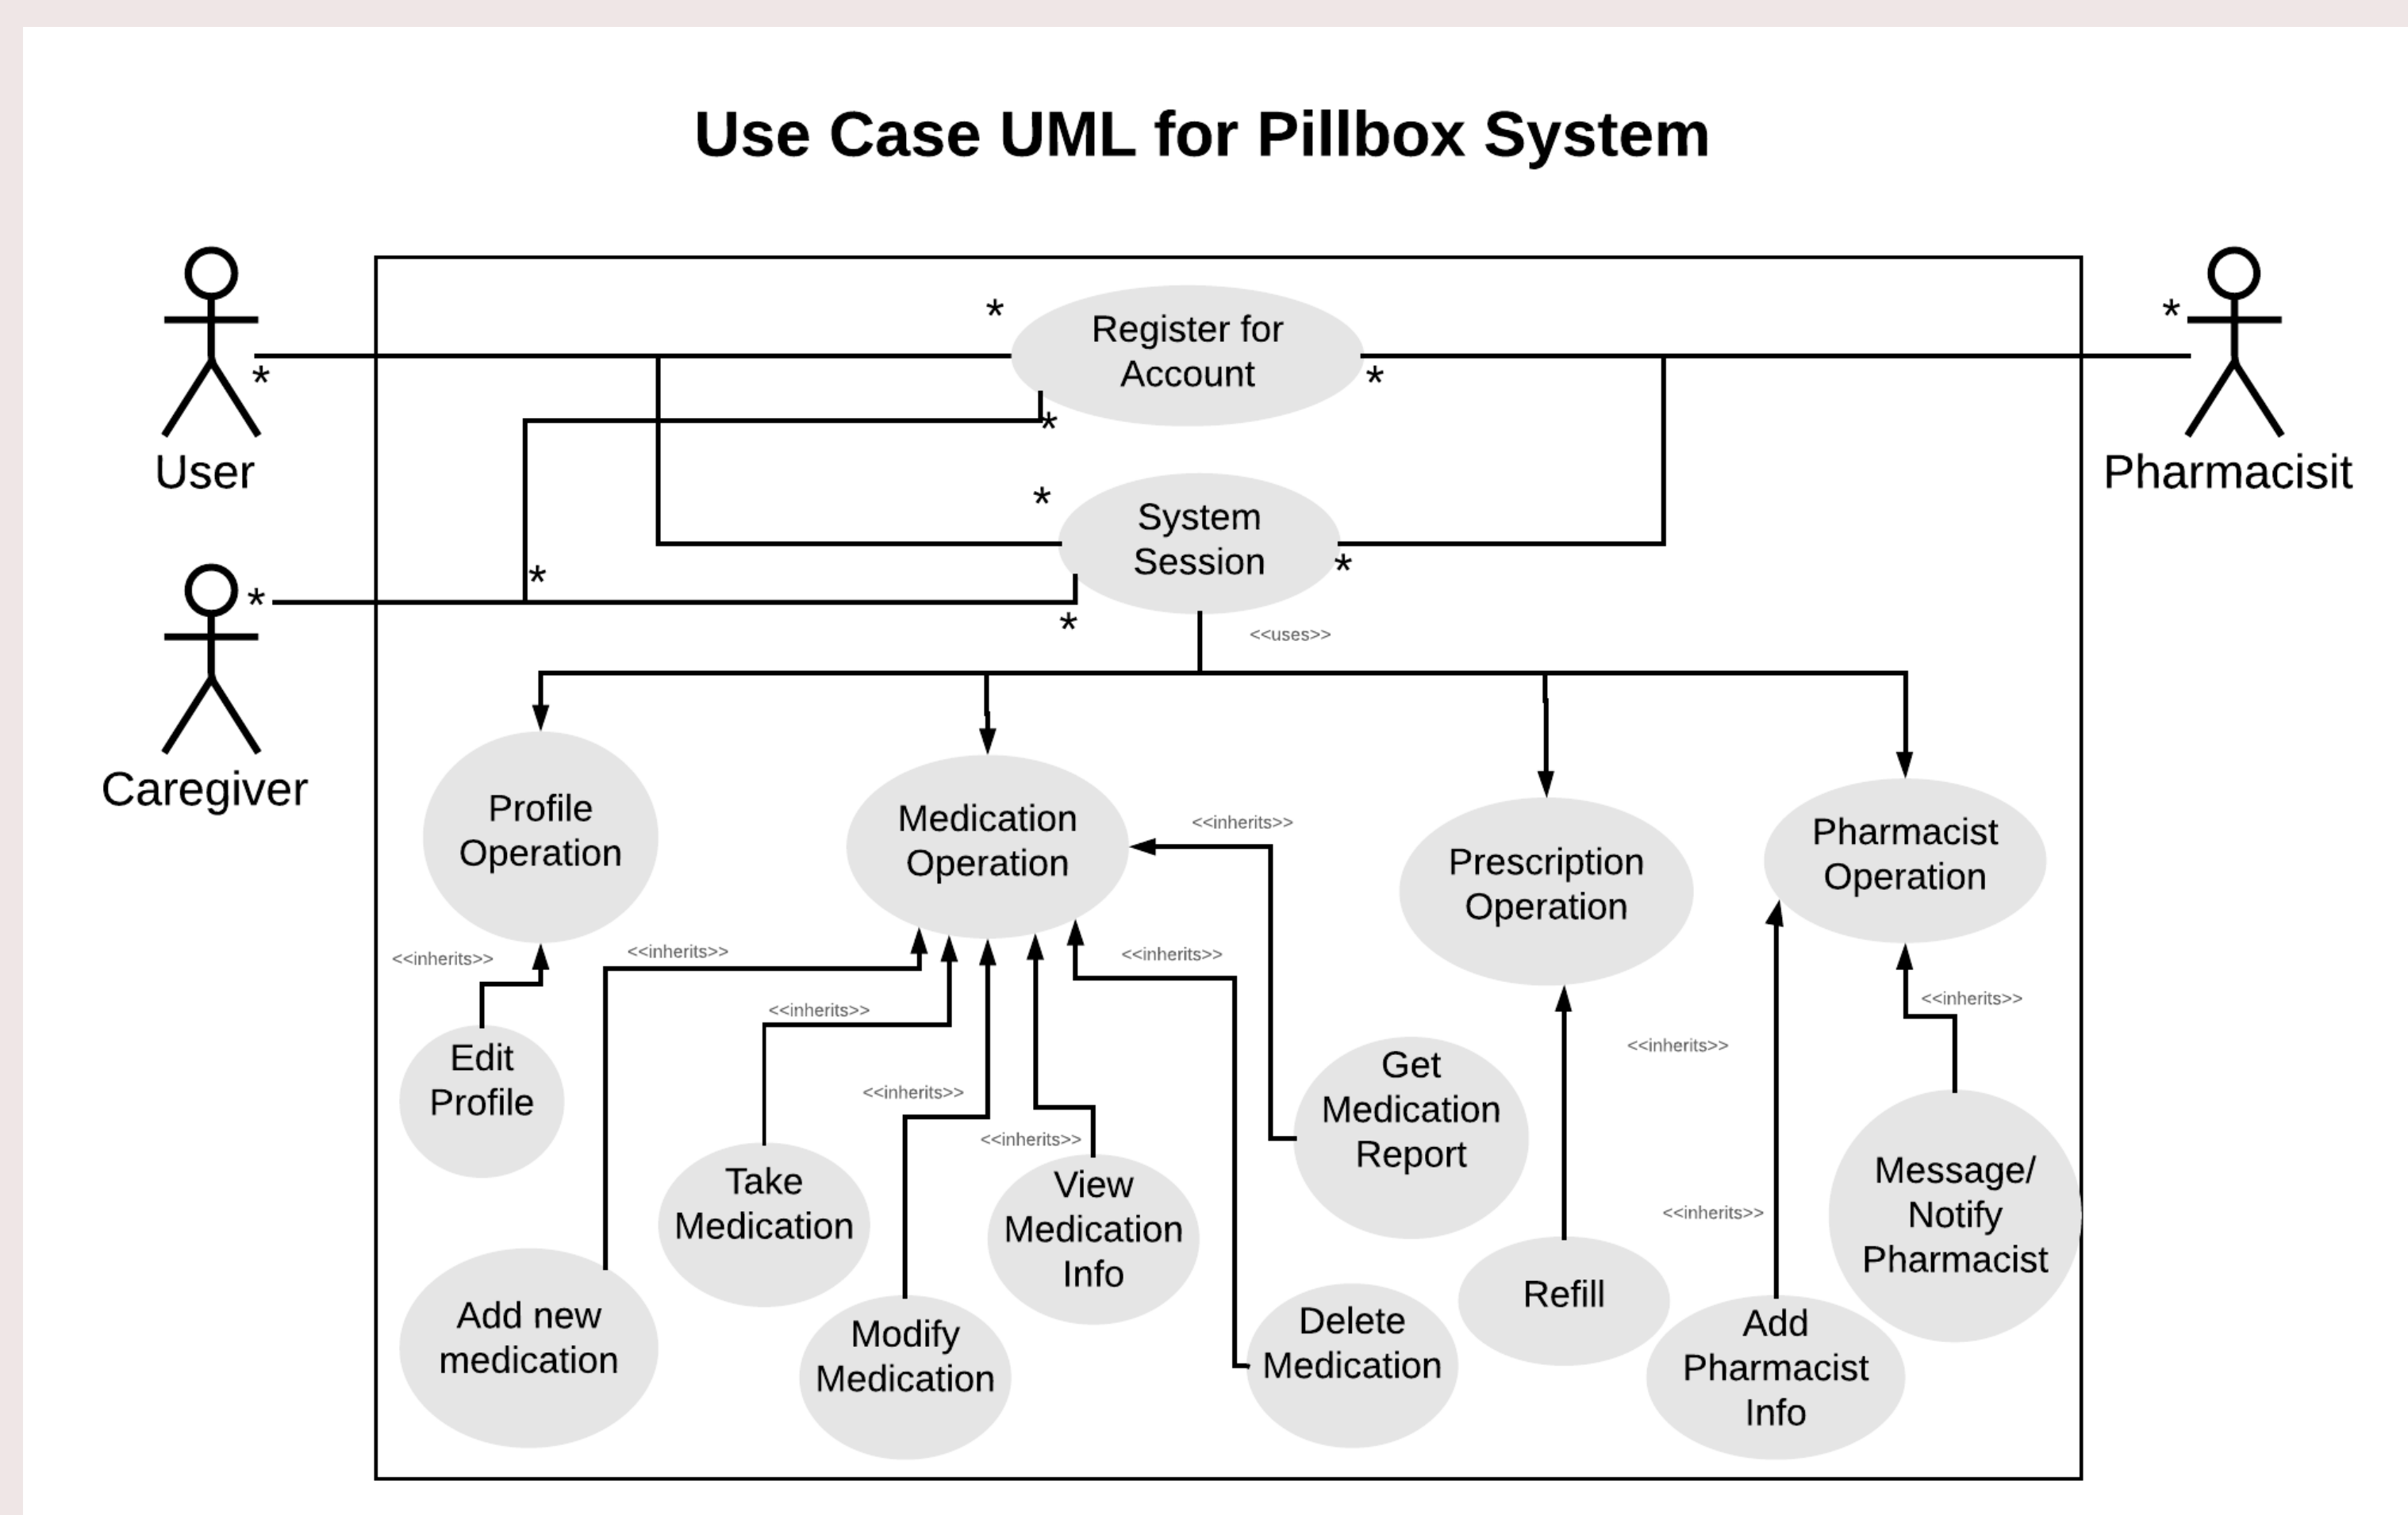 Use Case UML for Pillbox System
*
*
Register for
Account
*
*
*
User
Pharmacisit
*
System
Session
*
*
*
*
<<uses>>
Caregiver
Profile
Operation
Medication
Operation
<<inherits>>
Prescription
Operation
Pharmacist
Operation
<<inherits>>
<<inherits>>
<<inherits>>
<<inherits>>
<<inherits>>
<<inherits>>
<<inherits>>
<<inherits>>
<<inherits>>
Edit
Profile
Get
Medication
Report
Take
Medication
View
Medication
Info
Message/
Notify
Pharmacist
Add new
medication
Modify
Medication
Delete
Medication
Refill
Add
Pharmacist
Info